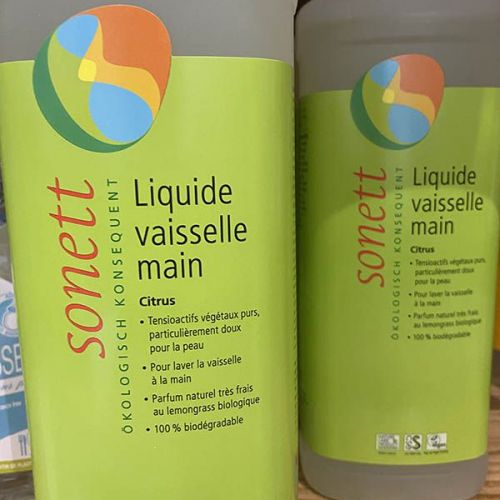 sonett
ÖKOLOGISCH KONSEQUENT
Liquide
vaisselle
main
Citrus
• Tensioactifs végétaux purs,
particulièrement doux
pour la peau
• Pour laver la vaisselle
à la main
• Parfum naturel très frais
au lemongrass biologique
• 100 % biodégradable
sonett
ÖKOLOGISCH KONSEQUENT
Liquide
vaisselle
main
Citrus
• Tensioactifs végétaux purs,
particulièrement doux
pour la peau
• Pour laver la vaisselle
à la main
• Parfum naturel très frais
au lemongrass biologique
• 100 % biodégradable